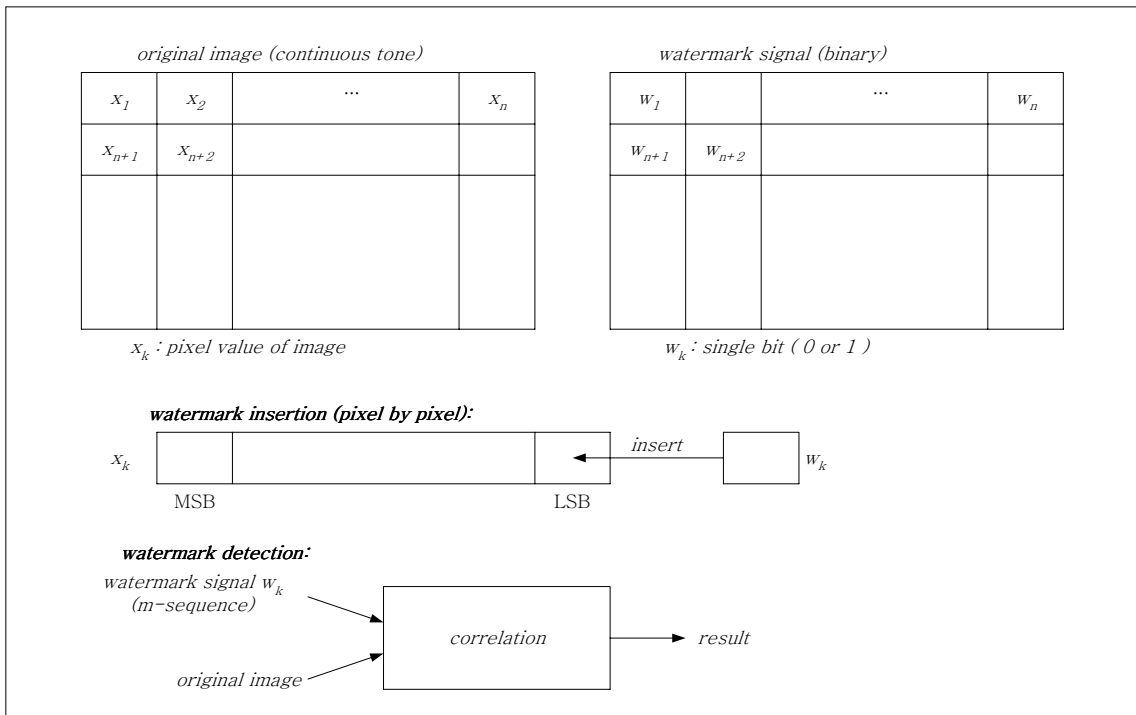 original image (continuous tone)
watermark signal (binary)
x1 x2 ... xn
w1 ... wn
xn+1 xn+2
wn+1 wn+2
xk : pixel value of image
wk : single bit ( 0 or 1 )
watermark insertion (pixel by pixel):
xk insert wk
MSB LSB
watermark detection:
watermark signal wk
(m-sequence)
correlation
result
original image